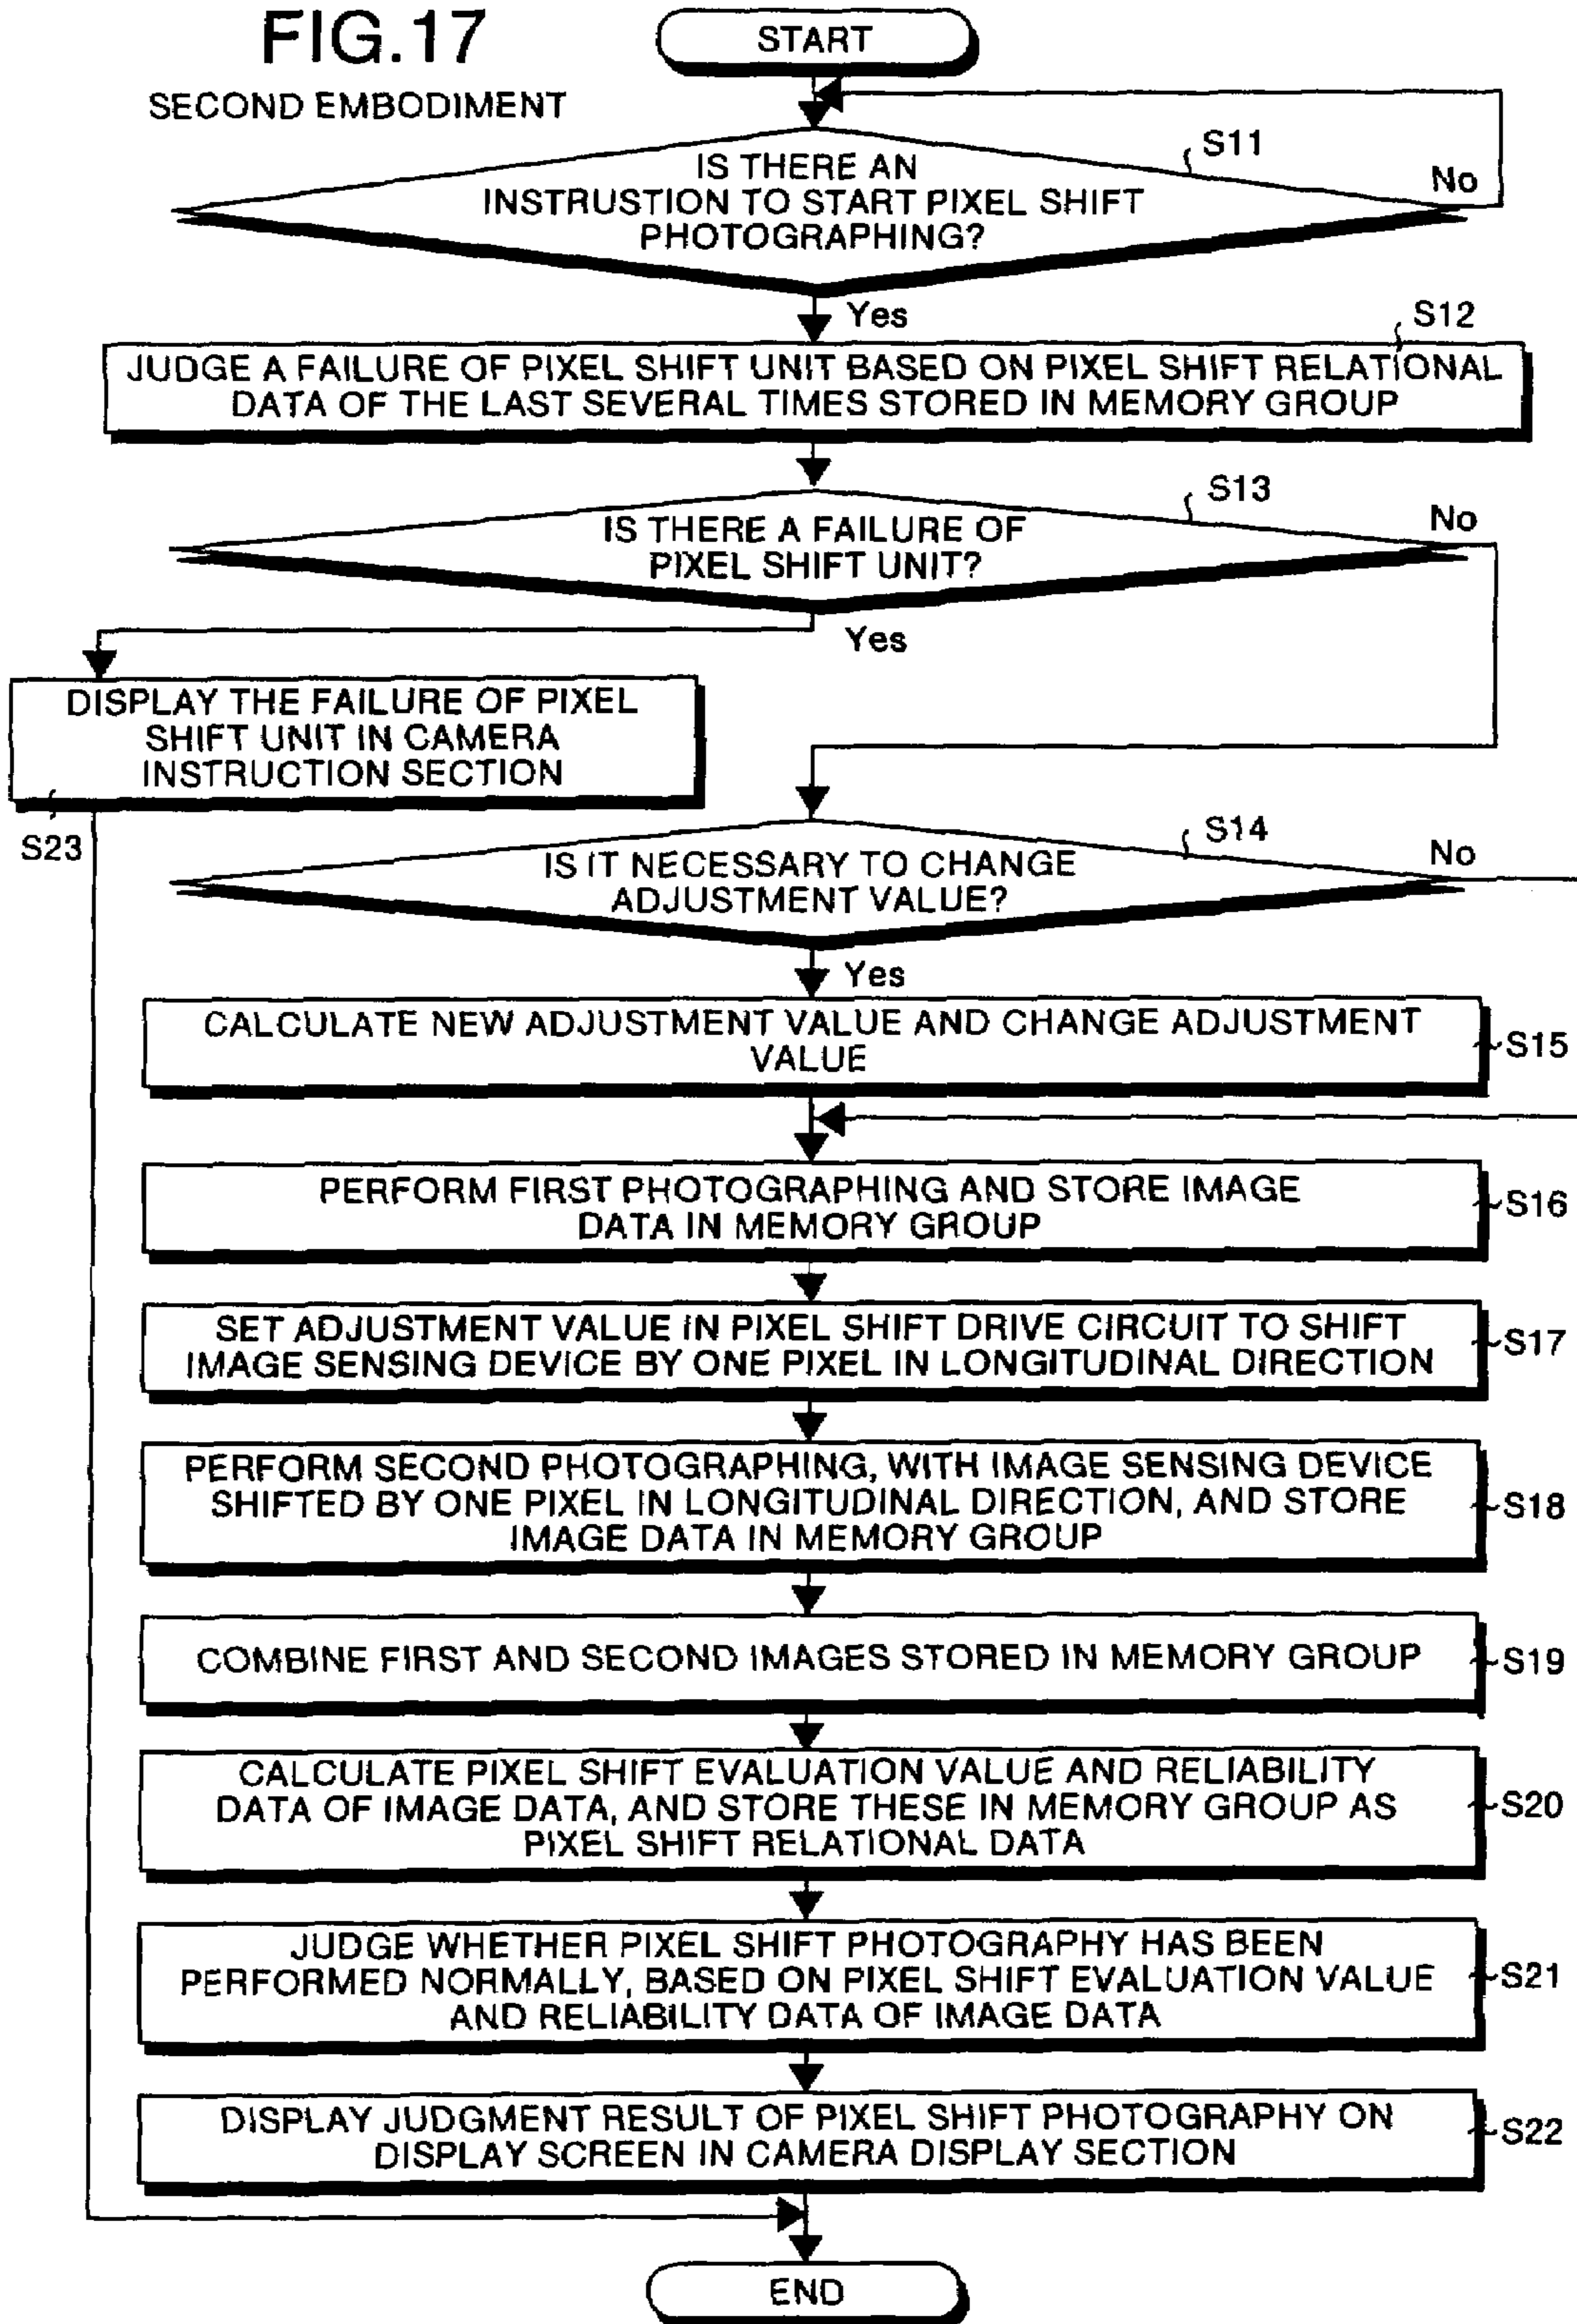 FIG.17
SECOND EMBODIMENT
START
S11
IS THERE AN
INSTRUSTION TO START PIXEL SHIFT
PHOTOGRAPHING?
No
Yes
S12
JUDGE A FAILURE OF PIXEL SHIFT UNIT BASED ON PIXEL SHIFT RELATIONAL
DATA OF THE LAST SEVERAL TIMES STORED IN MEMORY GROUP
S13
IS THERE A FAILURE OF
PIXEL SHIFT UNIT?
No
Yes
DISPLAY THE FAILURE OF PIXEL
SHIFT UNIT IN CAMERA
INSTRUCTION SECTION
S23
S14
IS IT NECESSARY TO CHANGE
ADJUSTMENT VALUE?
No
Yes
CALCULATE NEW ADJUSTMENT VALUE AND CHANGE ADJUSTMENT
VALUE
S15
PERFORM FIRST PHOTOGRAPHING AND STORE IMAGE
DATA IN MEMORY GROUP
S16
SET ADJUSTMENT VALUE IN PIXEL SHIFT DRIVE CIRCUIT TO SHIFT
IMAGE SENSING DEVICE BY ONE PIXEL IN LONGITUDINAL DIRECTION
S17
PERFORM SECOND PHOTOGRAPHING, WITH IMAGE SENSING DEVICE
SHIFTED BY ONE PIXEL IN LONGITUDINAL DIRECTION, AND STORE
IMAGE DATA IN MEMORY GROUP
S18
COMBINE FIRST AND SECOND IMAGES STORED IN MEMORY GROUP
S19
CALCULATE PIXEL SHIFT EVALUATION VALUE AND RELIABILITY
DATA OF IMAGE DATA, AND STORE THESE IN MEMORY GROUP AS
PIXEL SHIFT RELATIONAL DATA
S20
JUDGE WHETHER PIXEL SHIFT PHOTOGRAPHY HAS BEEN
PERFORMED NORMALLY, BASED ON PIXEL SHIFT EVALUATION VALUE
AND RELIABILITY DATA OF IMAGE DATA
S21
DISPLAY JUDGMENT RESULT OF PIXEL SHIFT PHOTOGRAPHY ON
DISPLAY SCREEN IN CAMERA DISPLAY SECTION
S22
END